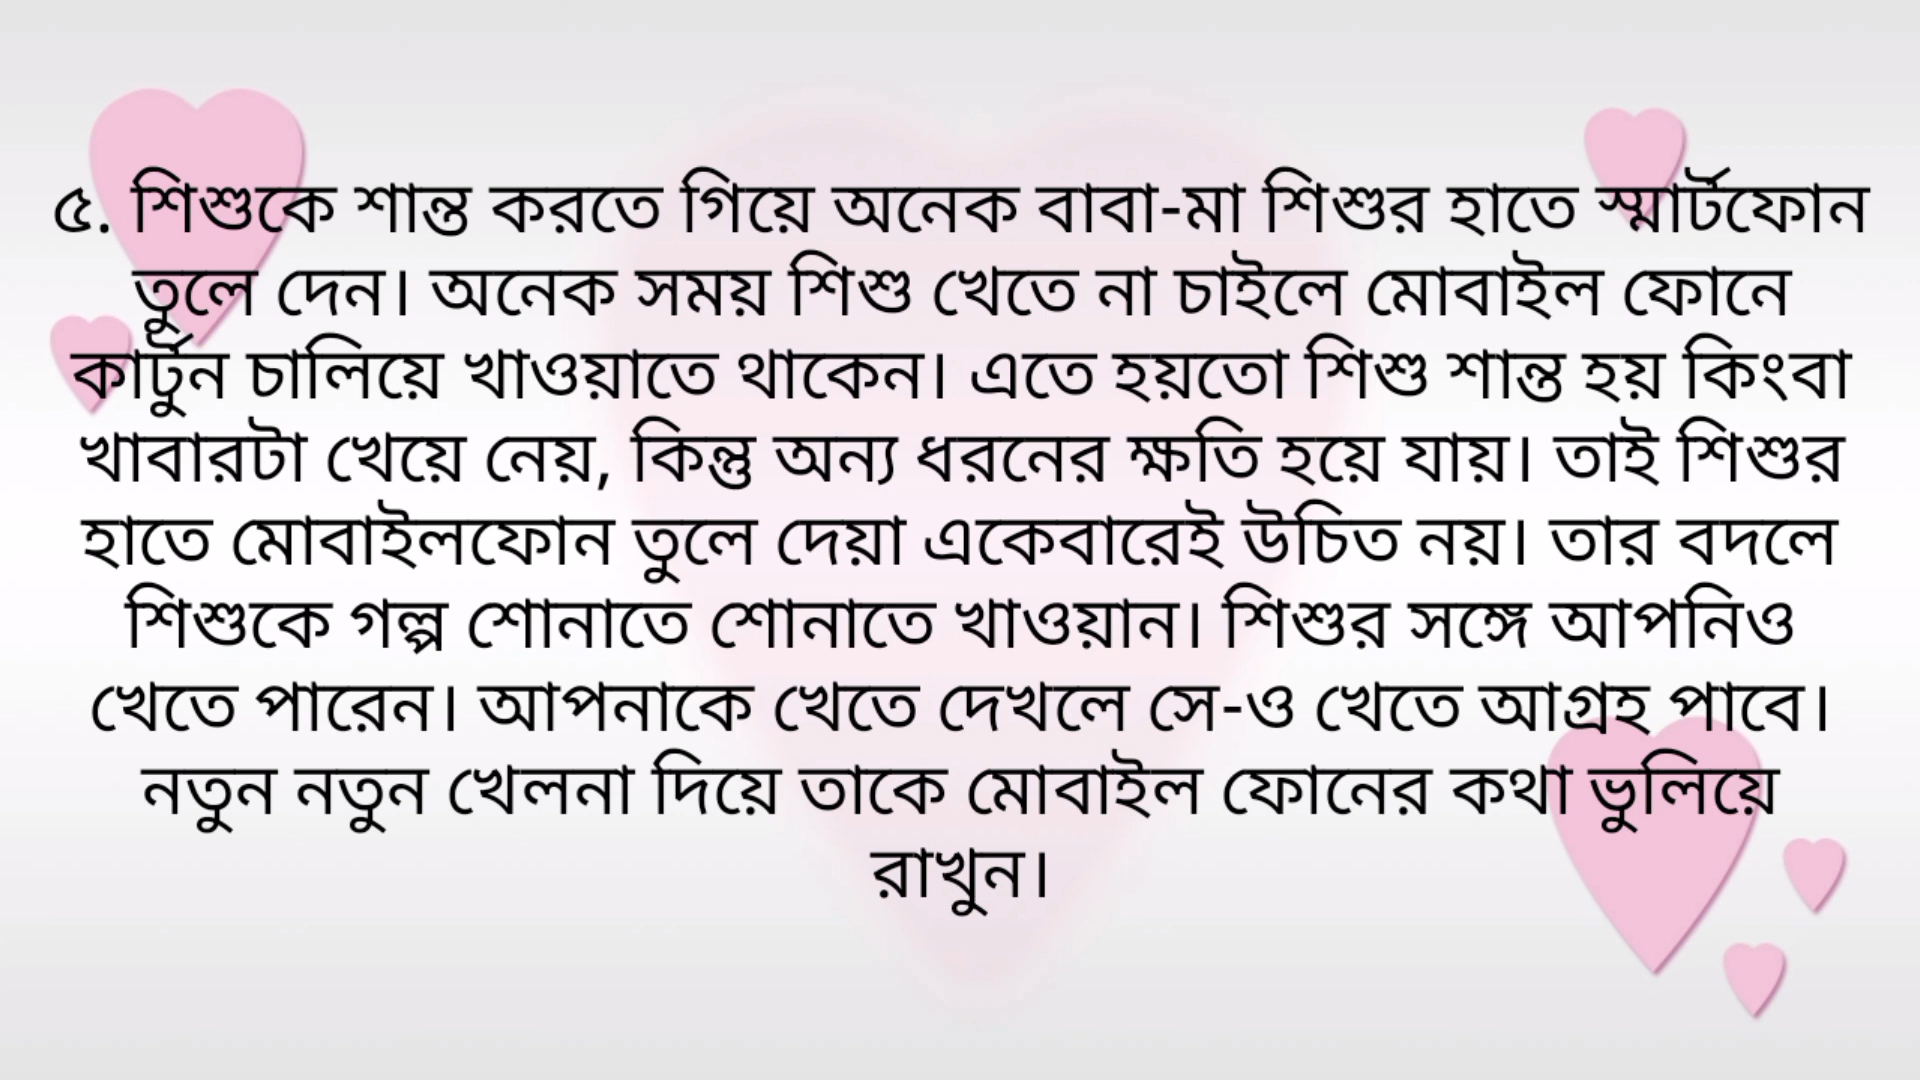 ৫. শিশুকে শান্ত করতে গিয়ে অনেক বাবা-মা শিশুর হাতে স্মার্টফোন
তুলে দেন। অনেক সময় শিশু খেতে না চাইলে মোবাইল ফোনে
কার্টুন চালিয়ে খাওয়াতে থাকেন। এতে হয়তো শিশু শান্ত হয় কিংবা
খাবারটা খেয়ে নেয়, কিন্তু অন্য ধরনের ক্ষতি হয়ে যায়। তাই শিশুর
হাতে মোবাইলফোন তুলে দেয়া একেবারেই উচিত নয়। তার বদলে
শিশুকে গল্প শোনাতে শোনাতে খাওয়ান। শিশুর সঙ্গে আপনিও
খেতে পারেন। আপনাকে খেতে দেখলে সে-ও খেতে আগ্রহ পাবে।
নতুন নতুন খেলনা দিয়ে তাকে মোবাইল ফোনের কথা ভুলিয়ে
রাখুন।